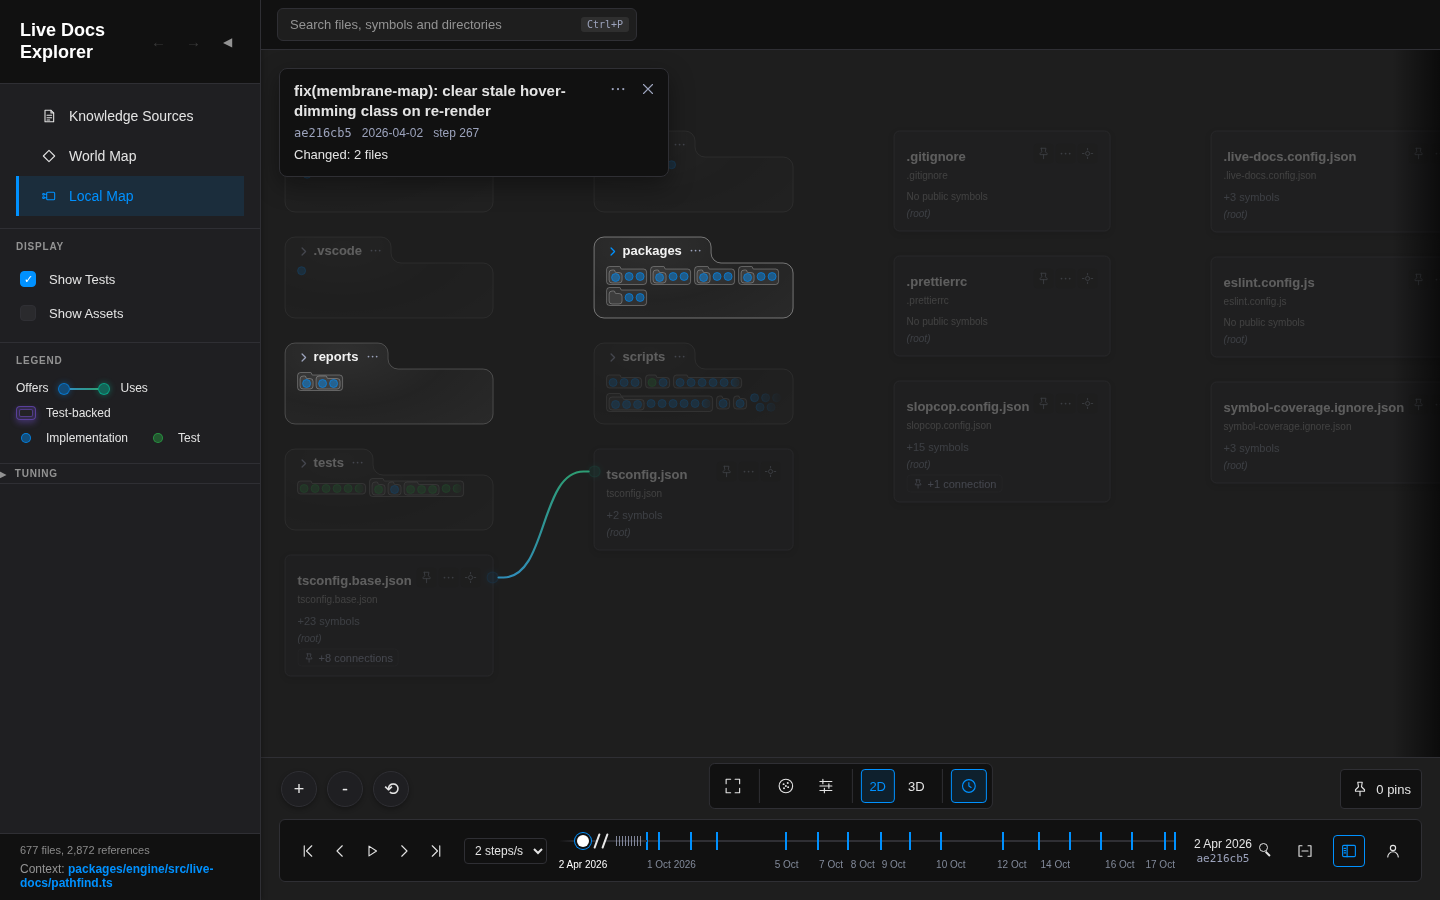 Live Docs
Explorer
Search files, symbols and directories
Ctrl+P
Knowledge Sources
World Map
Local Map
DISPLAY
Show Tests
Show Assets
LEGEND
Offers
Uses
Test-backed
Implementation
Test
TUNING
677 files, 2,872 references
Context: packages/engine/src/live-
docs/pathfind.ts
fix(membrane-map): clear stale hover-
dimming class on re-render
ae216cb5 2026-04-02 step 267
Changed: 2 files
.vscode
packages
reports
scripts
tests
tsconfig.json
tsconfig.json
+2 symbols
(root)
tsconfig.base.json
tsconfig.base.json
+23 symbols
(root)
+8 connections
.gitignore
.gitignore
No public symbols
(root)
.live-docs.config.json
.live-docs.config.json
+3 symbols
(root)
.prettierrc
.prettierrc
No public symbols
(root)
eslint.config.js
eslint.config.js
No public symbols
(root)
slopcop.config.json
slopcop.config.json
+15 symbols
(root)
+1 connection
symbol-coverage.ignore.json
symbol-coverage.ignore.json
+3 symbols
(root)
+
-
2D
3D
0 pins
2 steps/s
2 Apr 2026
1 Oct 2026
5 Oct
7 Oct
8 Oct
9 Oct
10 Oct
12 Oct
14 Oct
16 Oct
17 Oct
2 Apr 2026
ae216cb5